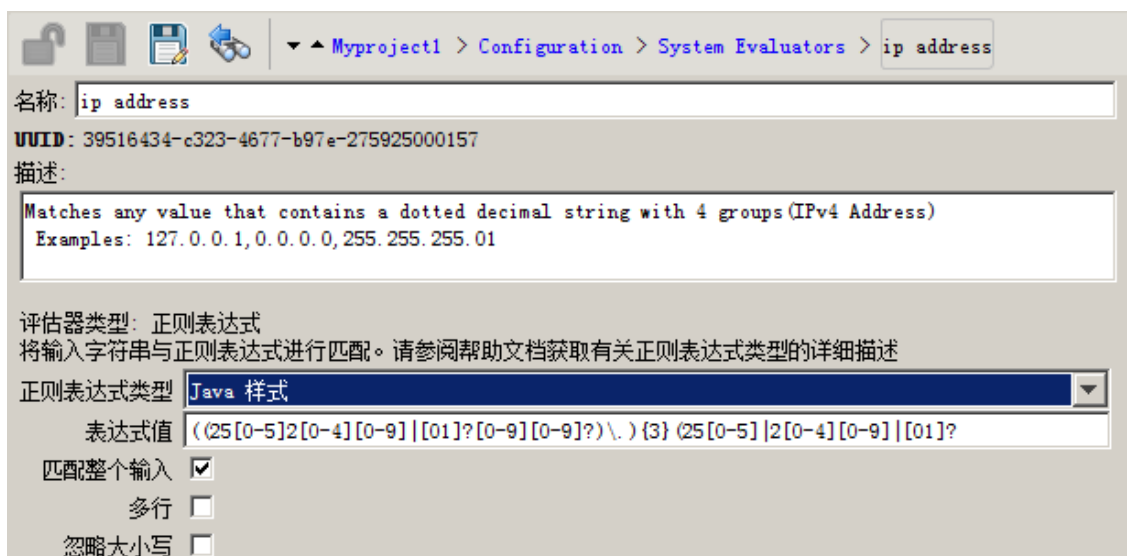 Myproject1 > Configuration > System Evaluators > ip address
名称: ip address
UUID: 39516434-c323-4677-b97e-275925000157
描述:
Matches any value that contains a dotted decimal string with 4 groups(IPv4 Address)
Examples: 127.0.0.1,0.0.0.0,255.255.255.01
评估器类型: 正则表达式
将输入字符串与正则表达式进行匹配。请参阅帮助文档获取有关正则表达式类型的详细描述
正则表达式类型 Java 样式
表达式值 ((25[0-5]2[0-4][0-9]|[01]?[0-9][0-9]?)\.){3}(25[0-5]|2[0-4][0-9]|[01]?
匹配整个输入
多行
忽略大小写